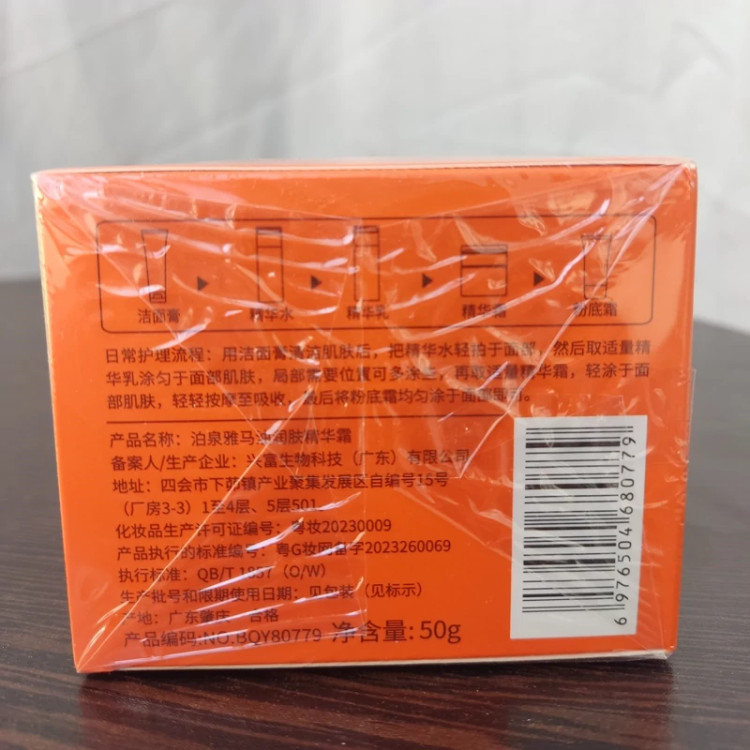 洁面膏 精华水 精华乳 精华霜 粉底霜
日常护理流程：用洁面膏清洁肌肤后，把精华水轻拍于面部，然后取适量精
华乳涂匀于面部肌肤，局部需要位置可多涂些，再取适量精华霜，轻涂于面
部肌肤，轻轻按摩至吸收，最后将粉底霜均匀涂于面部即可。
产品名称：泊泉雅马油润肤精华霜
备案人/生产企业：兴富生物科技（广东）有限公司
地址：四会市下茆镇产业聚集发展区自编号15号
（厂房3-3）1至4层、5层501
化妆品生产许可证编号：粤妆20230009
产品执行的标准编号：粤G妆网备字2023260069
执行标准：QB/T 1857（O/W）
生产批号和限期使用日期：见包装（见标示）
产地：广东肇庆 合格
产品编码:NO.BQY80779 净含量:50g
6 976504 680779